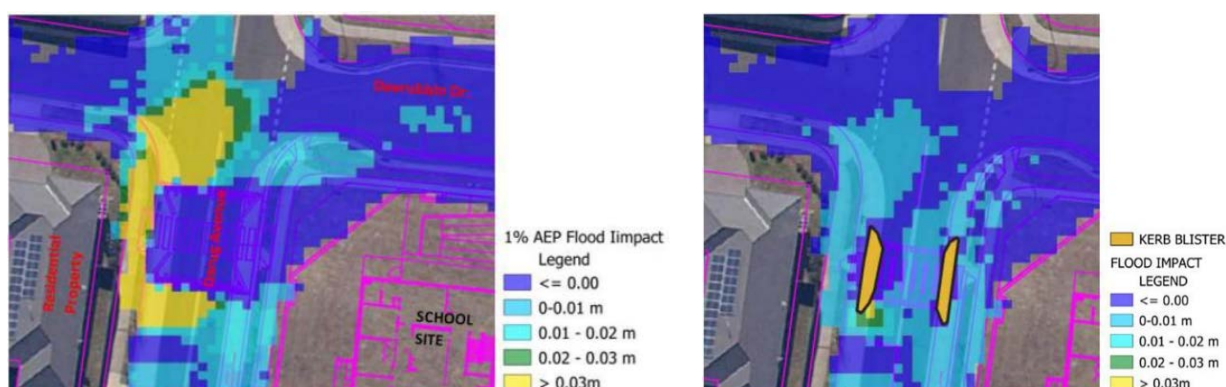 Residential
Property
Doug Avenue
SCHOOL
SITE
1% AEP Flood Iimpact
Legend
<= 0.00
0-0.01 m
0.01 - 0.02 m
0.02 - 0.03 m
> 0.03m
KERB BLISTER
FLOOD IMPACT
LEGEND
<= 0.00
0-0.01 m
0.01 - 0.02 m
0.02 - 0.03 m
> 0.03m